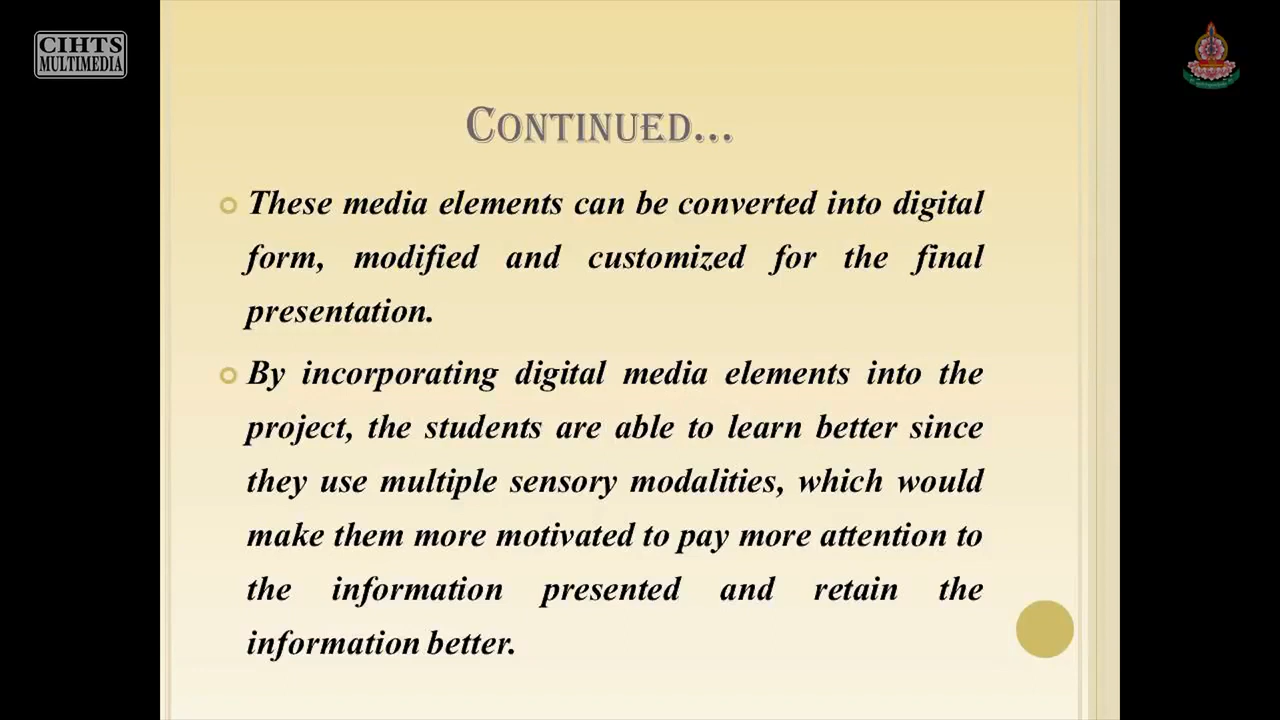 CIHTS
MULTIMEDIA
CONTINUED...
These media elements can be converted into digital
form, modified and customized for the final
presentation.
By incorporating digital media elements into the
project, the students are able to learn better since
they use multiple sensory modalities, which would
make them more motivated to pay more attention to
the information presented and retain the
information better.